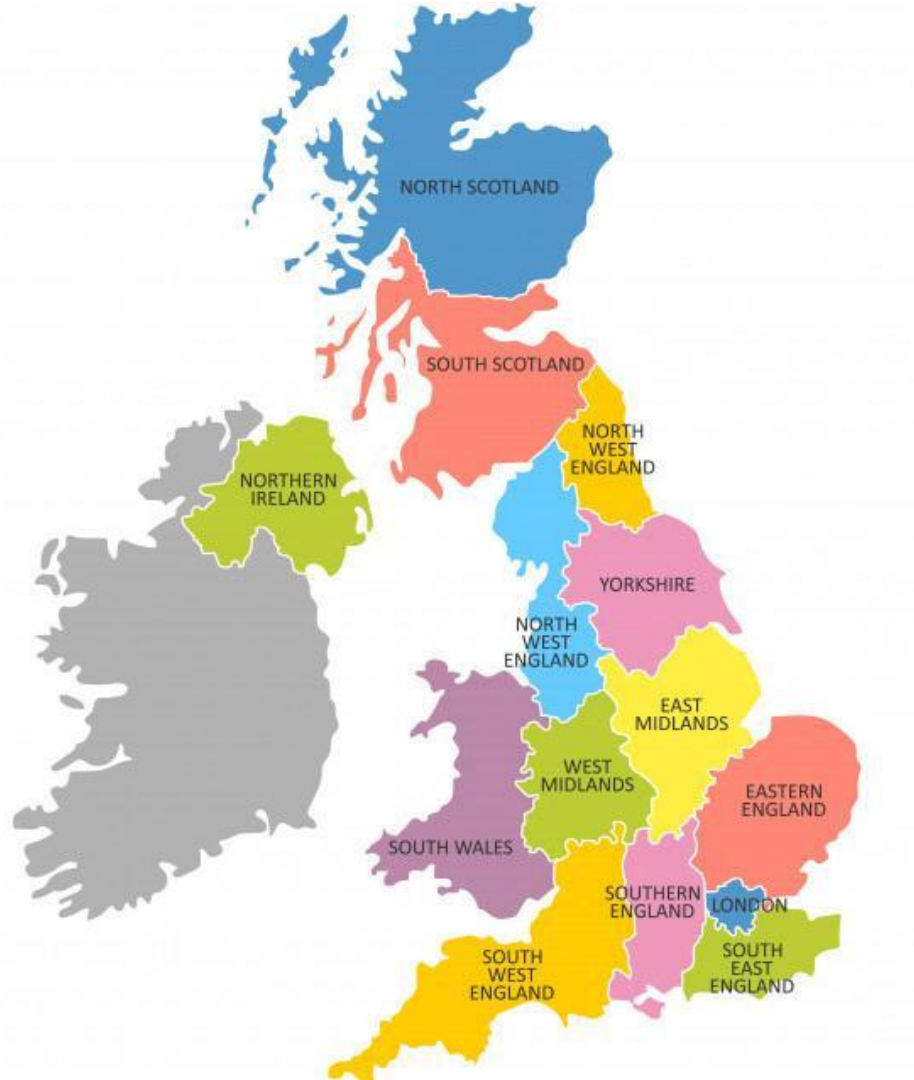 NORTH SCOTLAND
SOUTH SCOTLAND
NORTH
WEST
ENGLAND
NORTHERN
IRELAND
YORKSHIRE
NORTH
WEST
ENGLAND
EAST
MIDLANDS
WEST
MIDLANDS
EASTERN
ENGLAND
SOUTH WALES
SOUTHERN
ENGLAND
LONDON
SOUTH
WEST
ENGLAND
SOUTH
EAST
ENGLAND